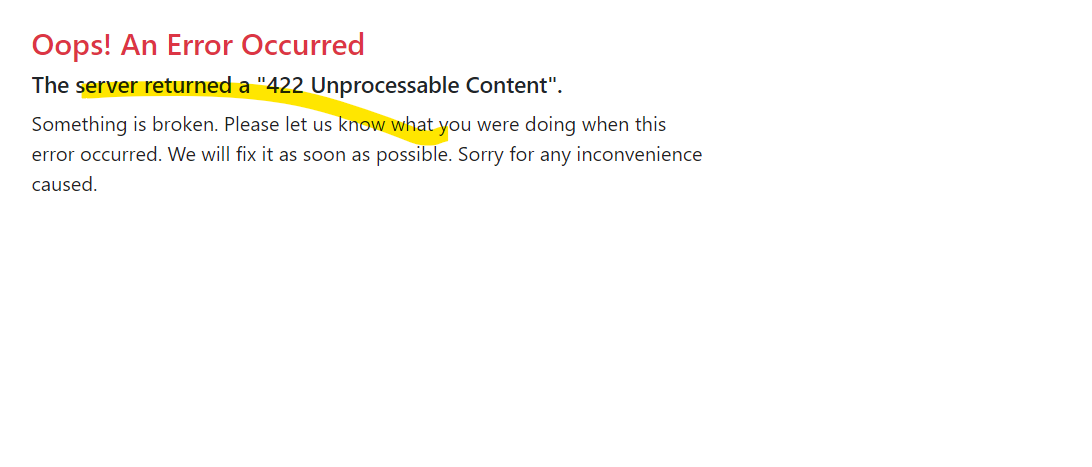 Oops! An Error Occurred
The server returned a "422 Unprocessable Content".
Something is broken. Please let us know what you were doing when this
error occurred. We will fix it as soon as possible. Sorry for any inconvenience
caused.